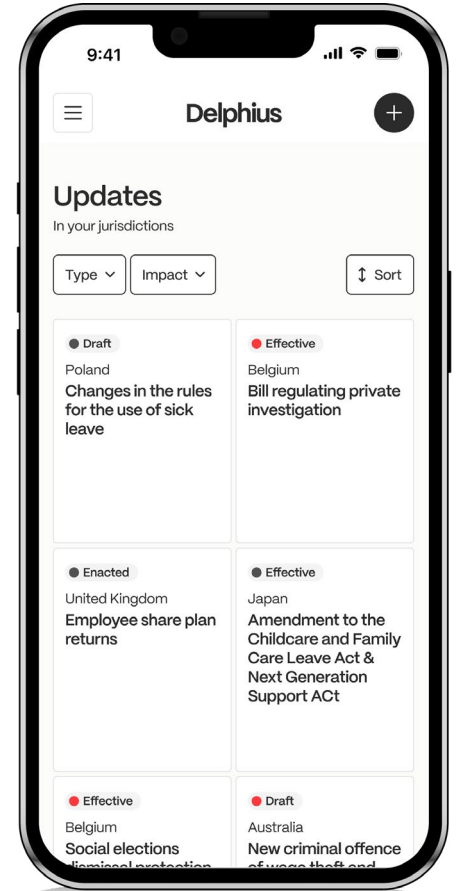 9:41
Delphius
Updates
In your jurisdictions
Type
Impact
Sort
Draft
Poland
Changes in the rules
for the use of sick
leave
Effective
Belgium
Bill regulating private
investigation
Enacted
United Kingdom
Employee share plan
returns
Effective
Japan
Amendment to the
Childcare and Family
Care Leave Act &
Next Generation
Support ACt
Effective
Belgium
Social elections
dismissal protection
Draft
Australia
New criminal offence
of wage theft and